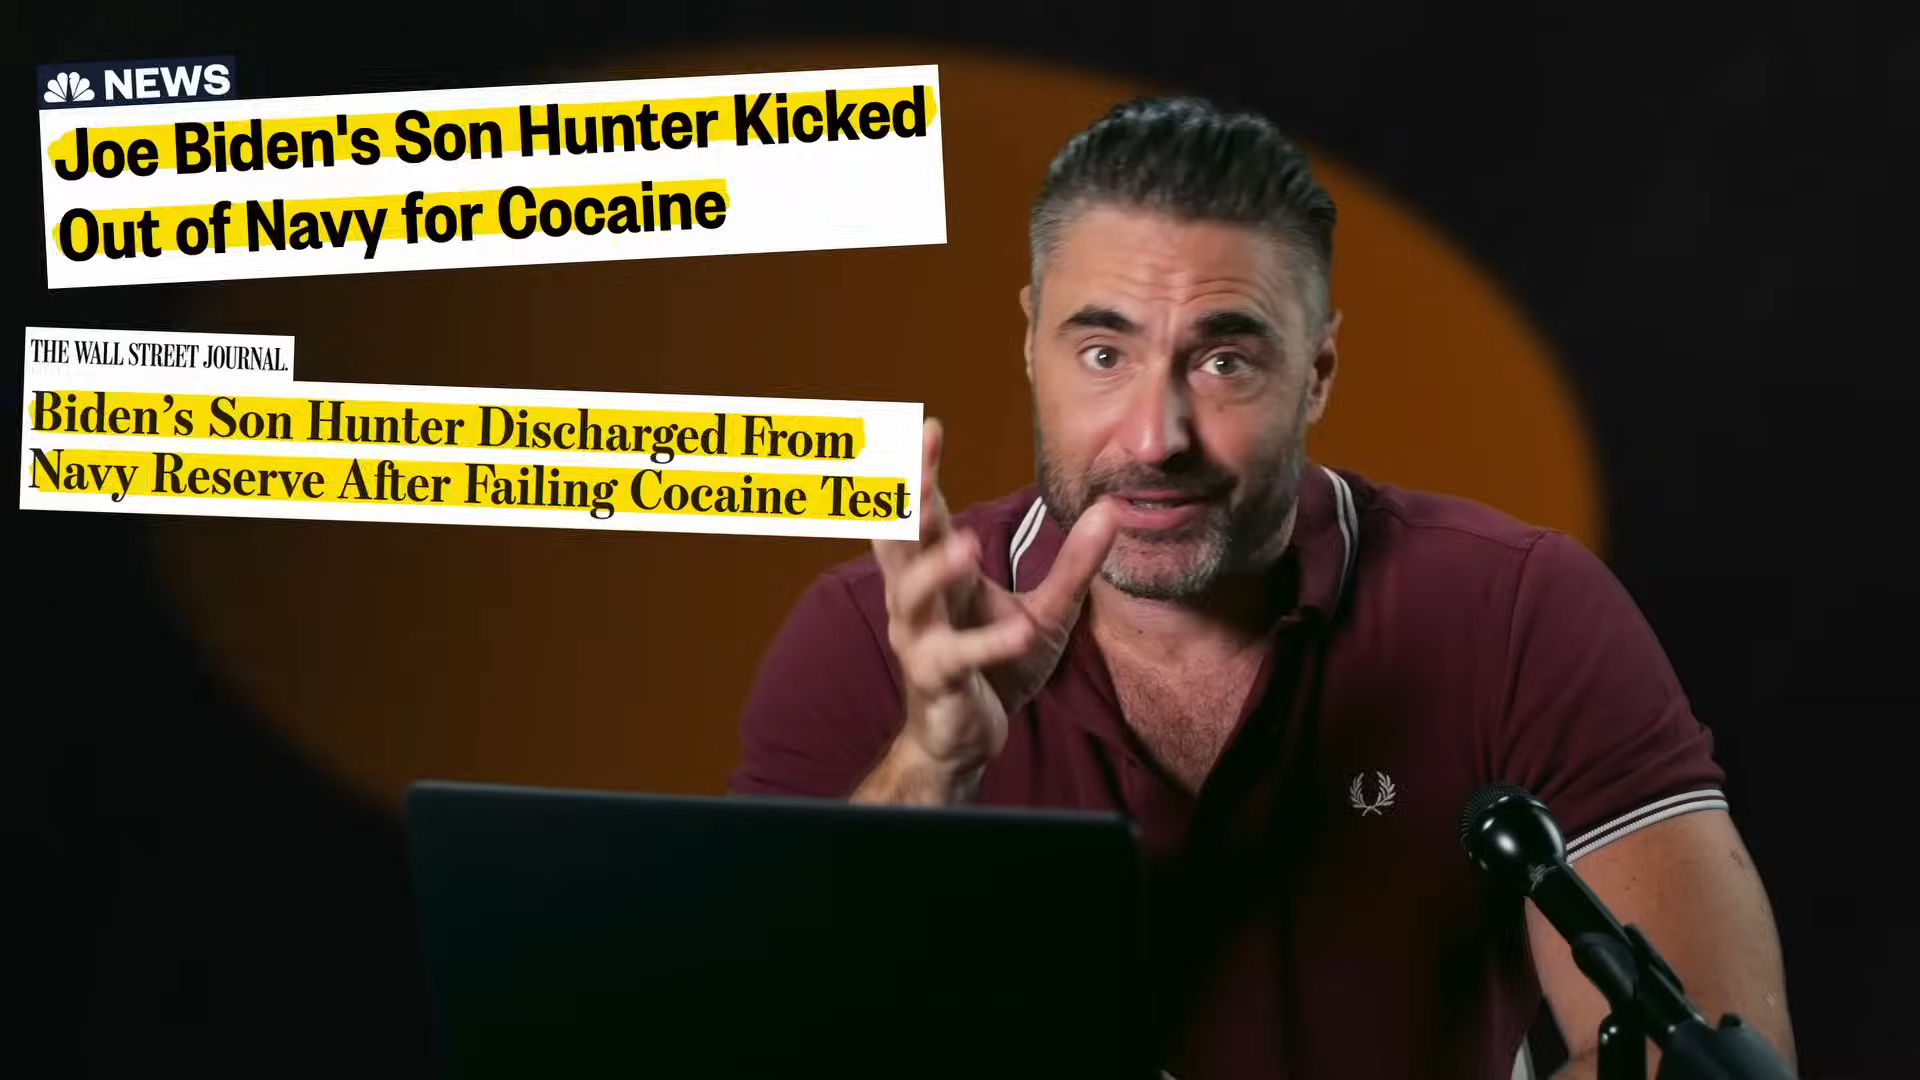 NEWS
Joe Biden's Son Hunter Kicked
Out of Navy for Cocaine
THE WALL STREET JOURNAL.
Biden’s Son Hunter Discharged From
Navy Reserve After Failing Cocaine Test